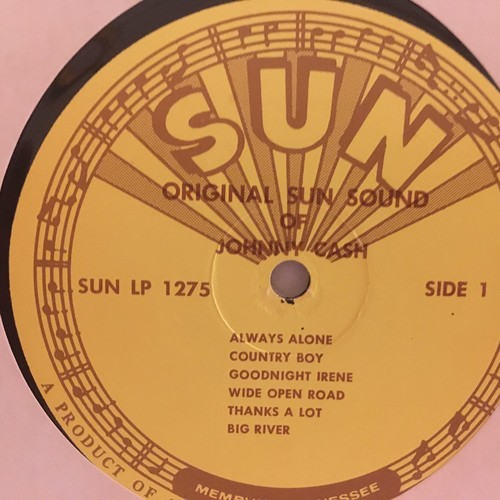 SUN
ORIGINAL SUN SOUND
OF
JOHNNY CASH
SUN LP 1275
SIDE 1
ALWAYS ALONE
COUNTRY BOY
GOODNIGHT IRENE
WIDE OPEN ROAD
THANKS A LOT
BIG RIVER
A PRODUCT OF